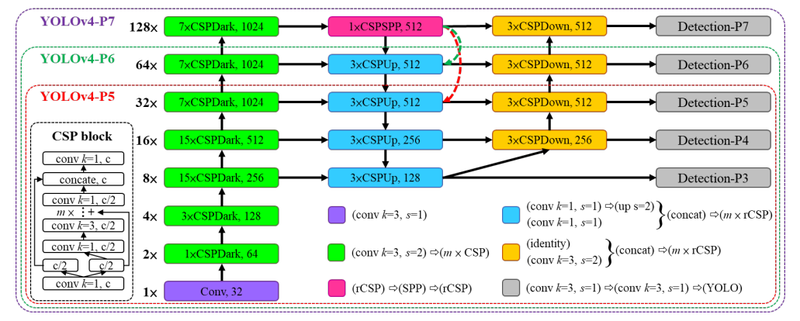 YOLOv4-P7
128×
7×CSPDark, 1024
1×CSPSPP, 512
3×CSPDown, 512
Detection-P7
YOLOv4-P6
64×
7×CSPDark, 1024
3×CSPUp, 512
3×CSPDown, 512
Detection-P6
YOLOv4-P5
32×
7×CSPDark, 1024
3×CSPUp, 512
3×CSPDown, 512
Detection-P5
16×
15×CSPDark, 512
3×CSPUp, 256
3×CSPDown, 256
Detection-P4
8×
15×CSPDark, 256
3×CSPUp, 128
Detection-P3
4×
3×CSPDark, 128
2×
1×CSPDark, 64
1×
Conv, 32
CSP block
conv k=1, c
concate, c
conv k=1, c/2
m × ⋮ +
conv k=3, c/2
conv k=1, c/2
c/2 c/2
conv k=1, c
(conv k=3, s=1)
(conv k=3, s=2) ⇨(m × CSP)
(rCSP) ⇨(SPP) ⇨(rCSP)
(conv k=1, s=1) ⇨(up s=2)
(conv k=1, s=1)
}(concat) ⇨(m × rCSP)
(identity)
(conv k=3, s=2)
}(concat) ⇨(m × rCSP)
(conv k=3, s=1) ⇨(conv k=3, s=1) ⇨(YOLO)